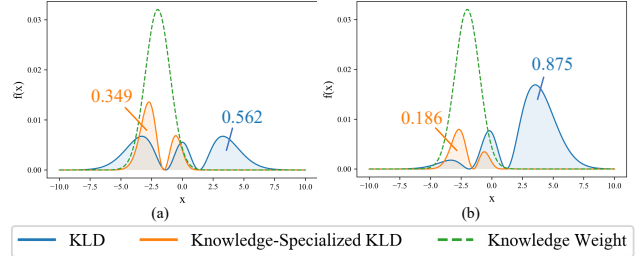 0.03
0.02
0.01
0.00
f(x)
0.349
0.562
-10.0 -7.5 -5.0 -2.5 0.0 2.5 5.0 7.5 10.0
x
(a)
0.03
0.02
0.01
0.00
f(x)
0.186
0.875
-10.0 -7.5 -5.0 -2.5 0.0 2.5 5.0 7.5 10.0
x
(b)
KLD Knowledge-Specialized KLD Knowledge Weight